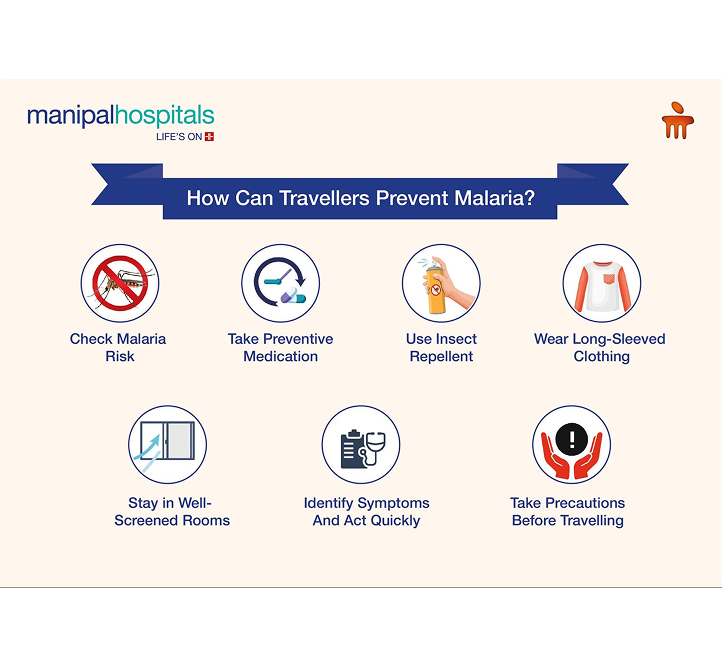 manipalhospitals
LIFE'S ON
How Can Travellers Prevent Malaria?
Check Malaria
Risk
Take Preventive
Medication
Use Insect
Repellent
Wear Long-Sleeved
Clothing
Stay in Well-
Screened Rooms
Identify Symptoms
And Act Quickly
Take Precautions
Before Travelling